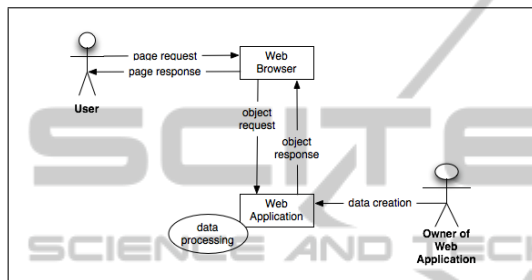 page request
Web
Browser
page response
User
object
request
object
response
SCITE
Web
Application
data creation
data
processing
Owner of
Web
Application
SCIENCE AND TECH